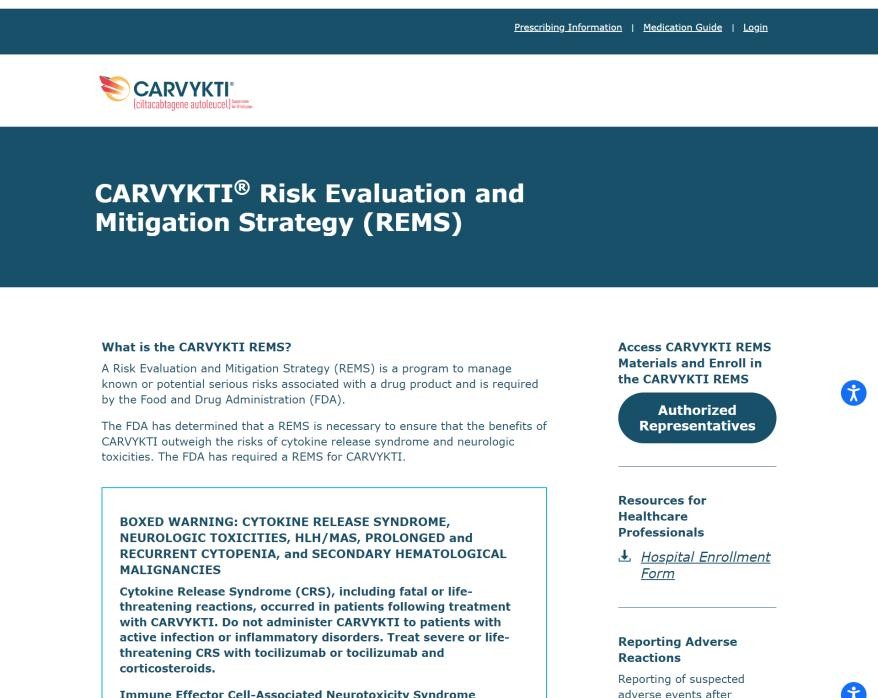 Prescribing Information | Medication Guide | Login
CARVYKTI®
(ciltacabtagene autoleucel)
CARVYKTI® Risk Evaluation and
Mitigation Strategy (REMS)
What is the CARVYKTI REMS?
A Risk Evaluation and Mitigation Strategy (REMS) is a program to manage
known or potential serious risks associated with a drug product and is required
by the Food and Drug Administration (FDA).
The FDA has determined that a REMS is necessary to ensure that the benefits of
CARVYKTI outweigh the risks of cytokine release syndrome and neurologic
toxicities. The FDA has required a REMS for CARVYKTI.
BOXED WARNING: CYTOKINE RELEASE SYNDROME,
NEUROLOGIC TOXICITIES, HLH/MAS, PROLONGED and
RECURRENT CYTOPENIA, and SECONDARY HEMATOLOGICAL
MALIGNANCIES
Cytokine Release Syndrome (CRS), including fatal or life-
threatening reactions, occurred in patients following treatment
with CARVYKTI. Do not administer CARVYKTI to patients with
active infection or inflammatory disorders. Treat severe or life-
threatening CRS with tocilizumab or tocilizumab and
corticosteroids.
Immune Effector Cell-Associated Neurotoxicity Syndrome
Access CARVYKTI REMS
Materials and Enroll in
the CARVYKTI REMS
Authorized
Representatives
Resources for
Healthcare
Professionals
Hospital Enrollment
Form
Reporting Adverse
Reactions
Reporting of suspected
adverse events after